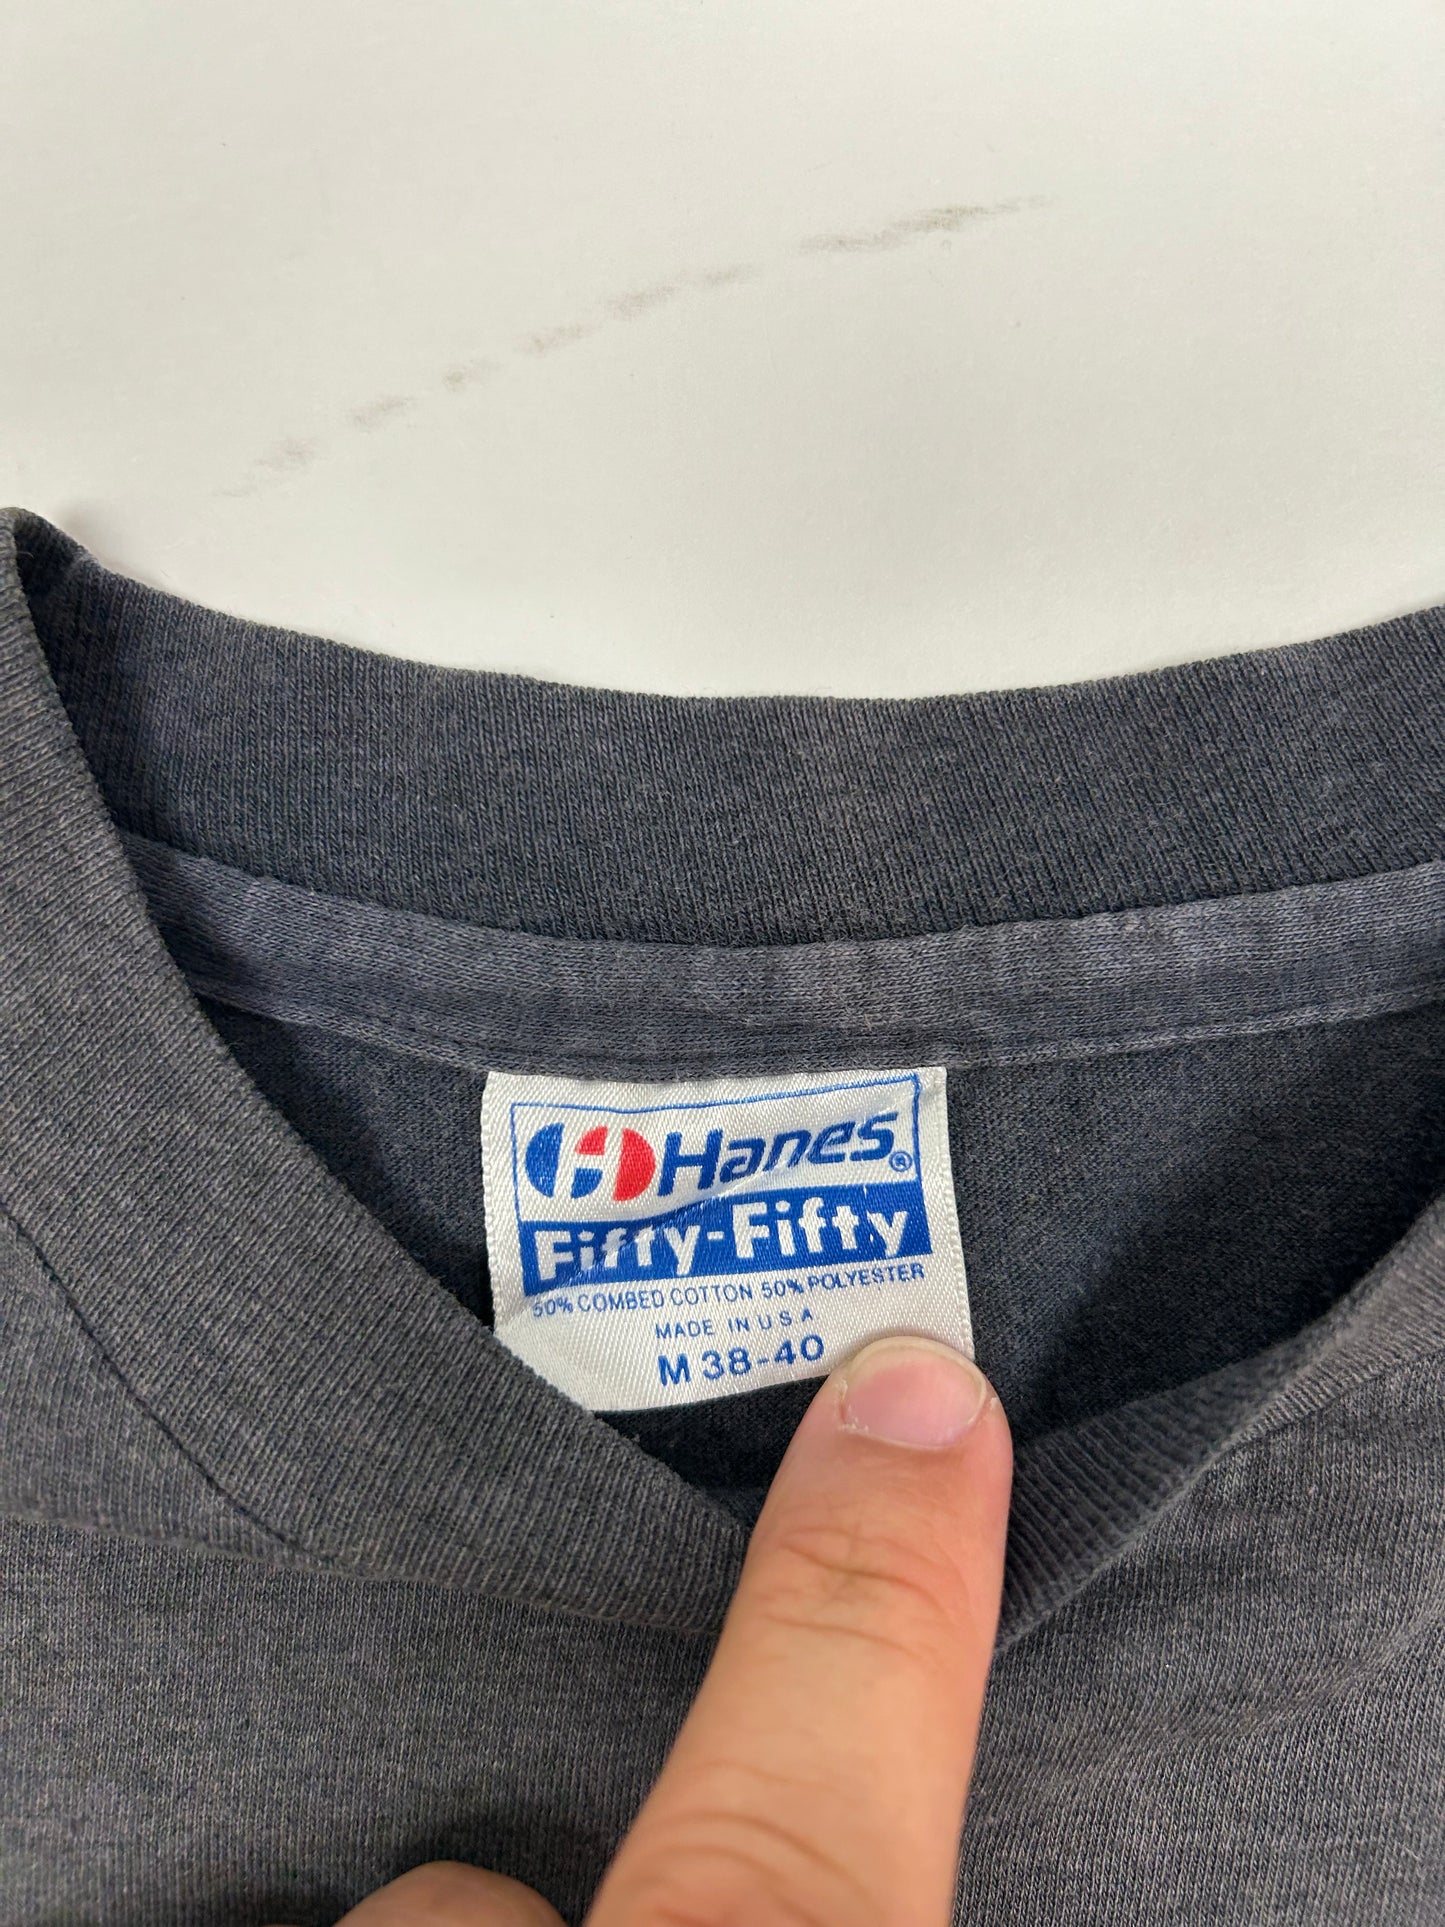 Hanes®
Fifty-Fifty
50% COMBED COTTON 50% POLYESTER
MADE IN U S A
M 38-40